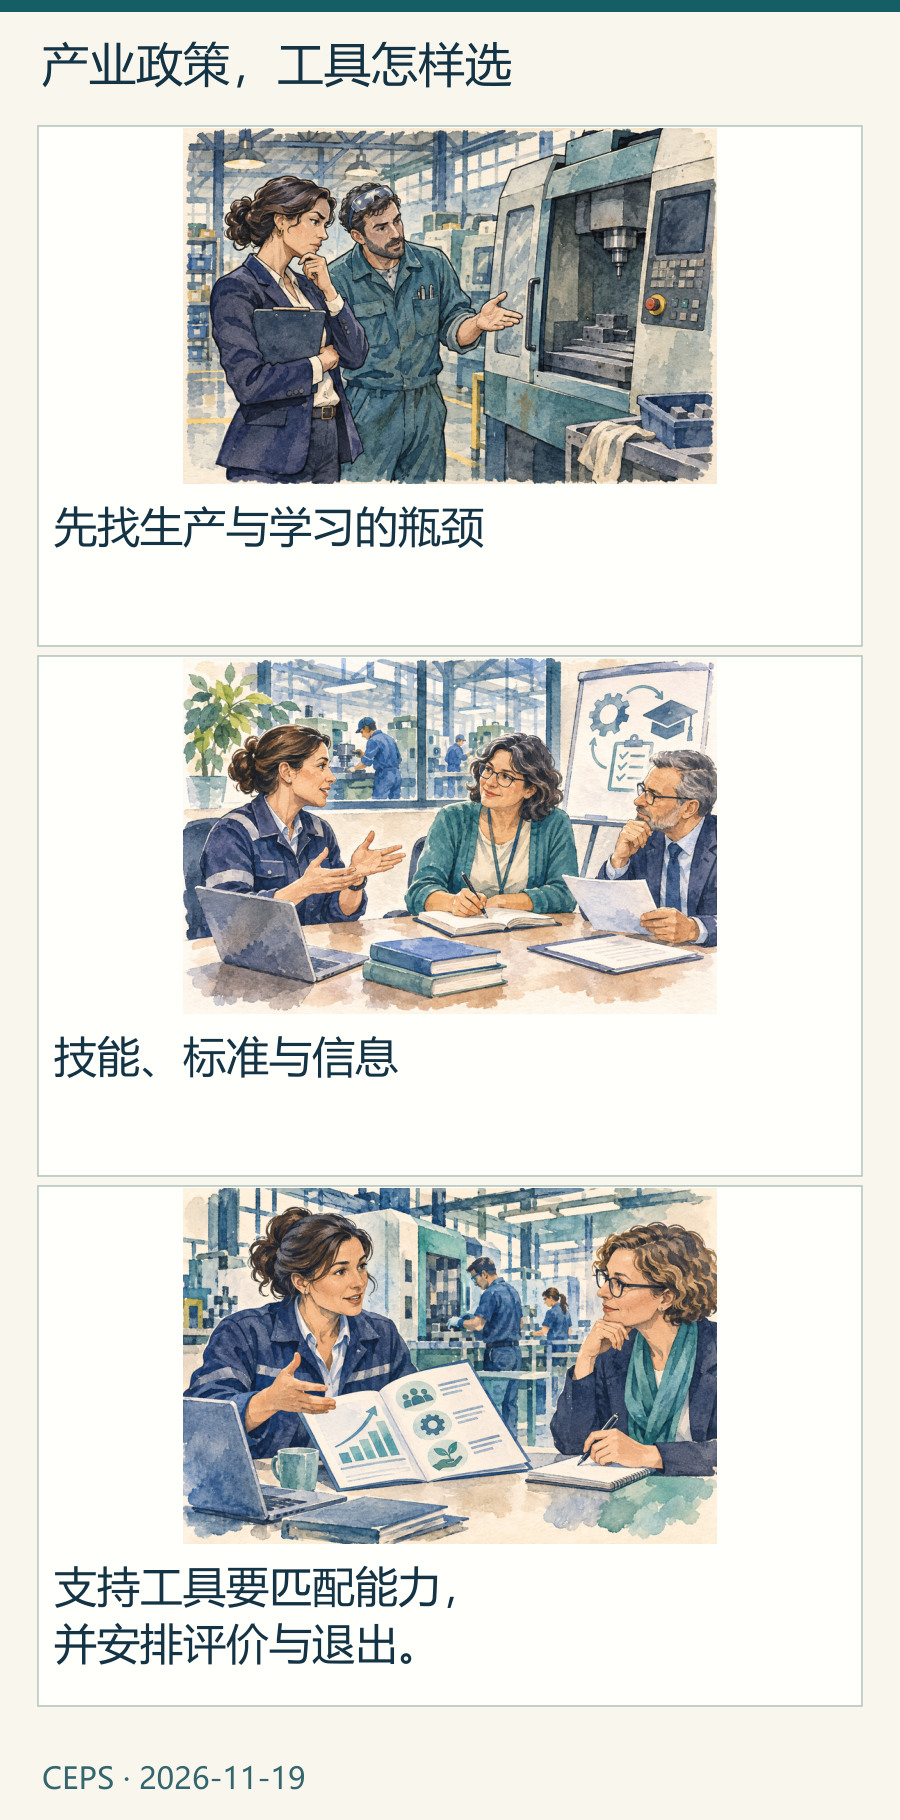 产业政策，工具怎样选
先找生产与学习的瓶颈
技能、标准与信息
支持工具要匹配能力，
并安排评价与退出。
CEPS · 2026-11-19